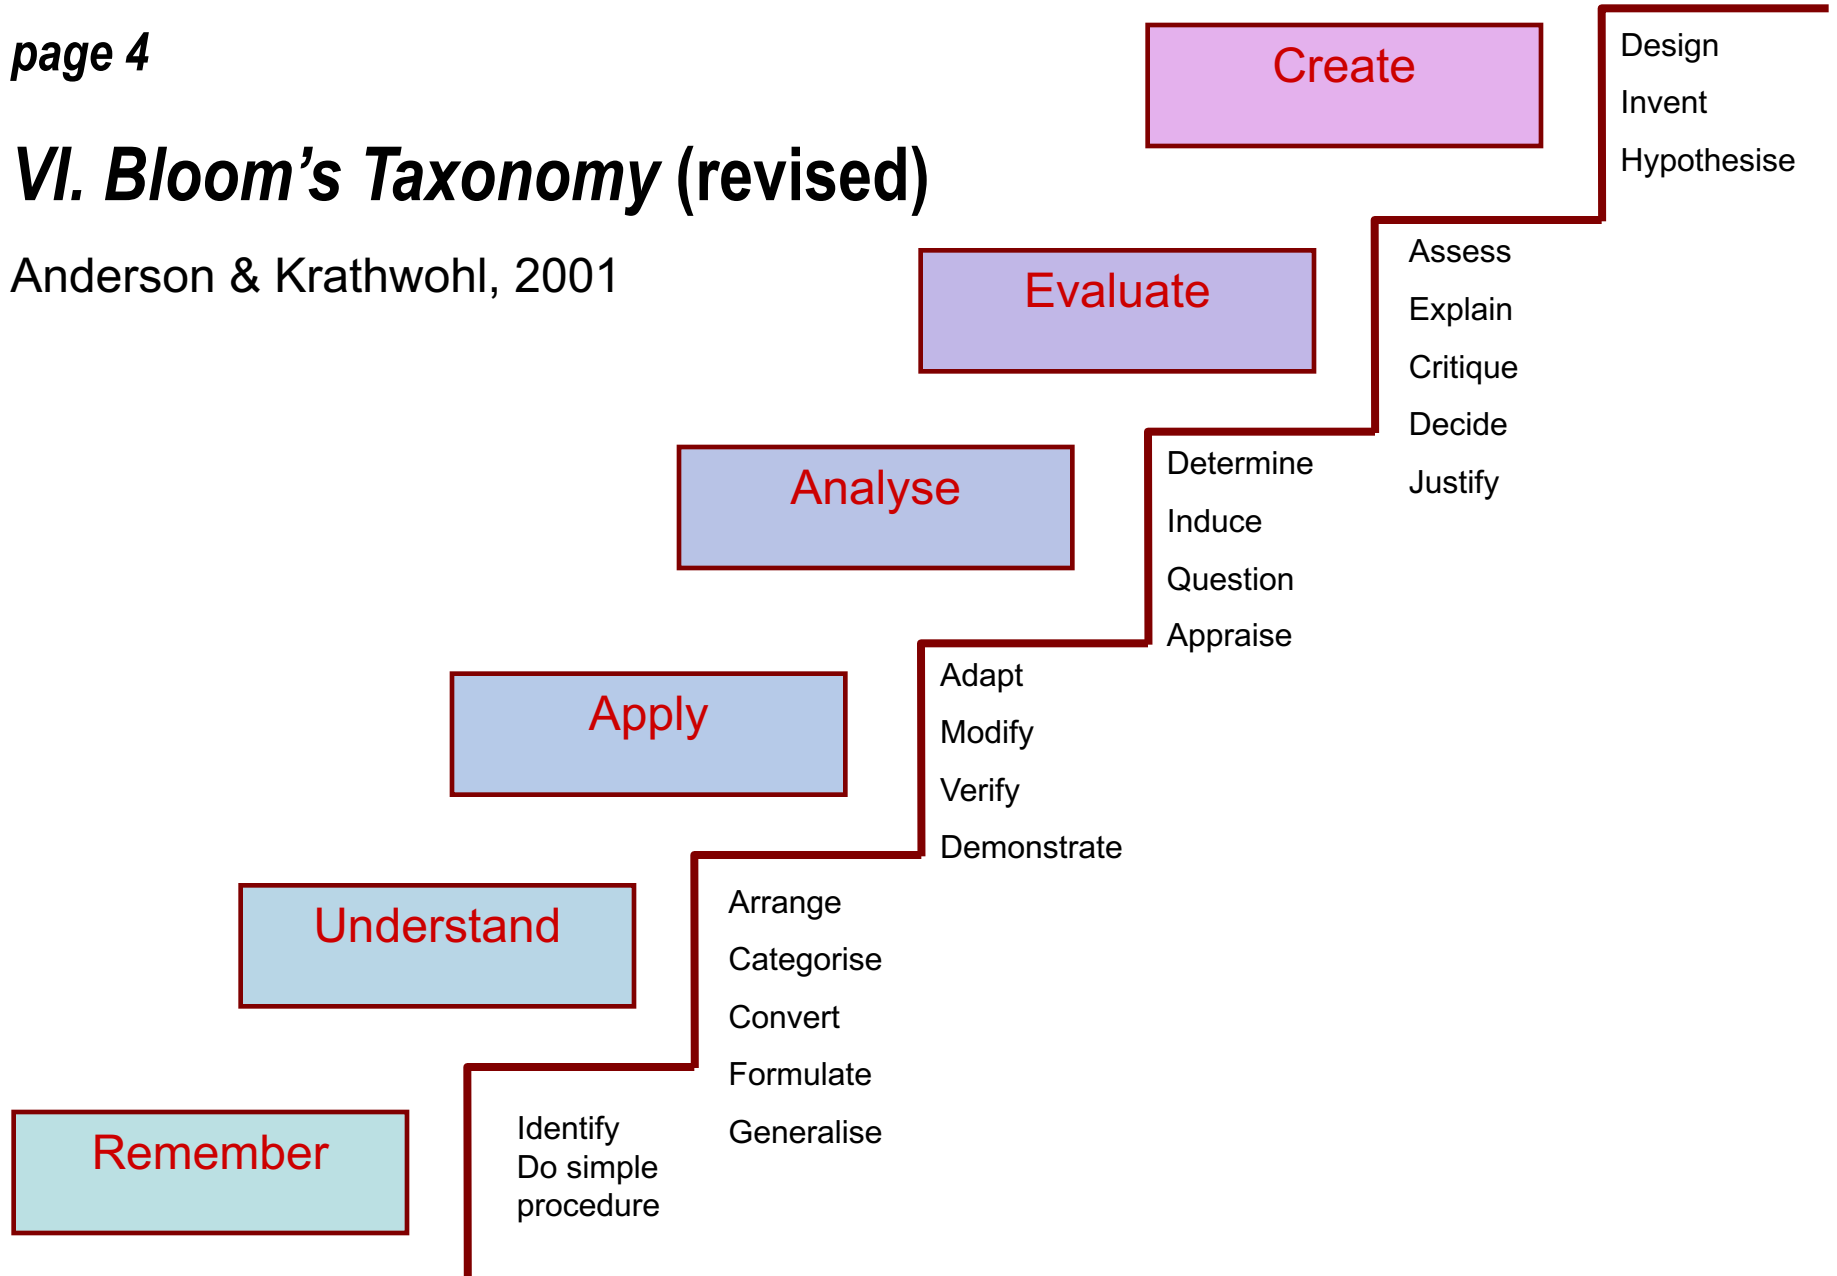 page 4
VI. Bloom’s Taxonomy (revised)
Anderson & Krathwohl, 2001
Create
Design
Invent
Hypothesise
Evaluate
Assess
Explain
Critique
Decide
Justify
Analyse
Determine
Induce
Question
Appraise
Apply
Adapt
Modify
Verify
Demonstrate
Understand
Arrange
Categorise
Convert
Formulate
Generalise
Remember
Identify
Do simple
procedure